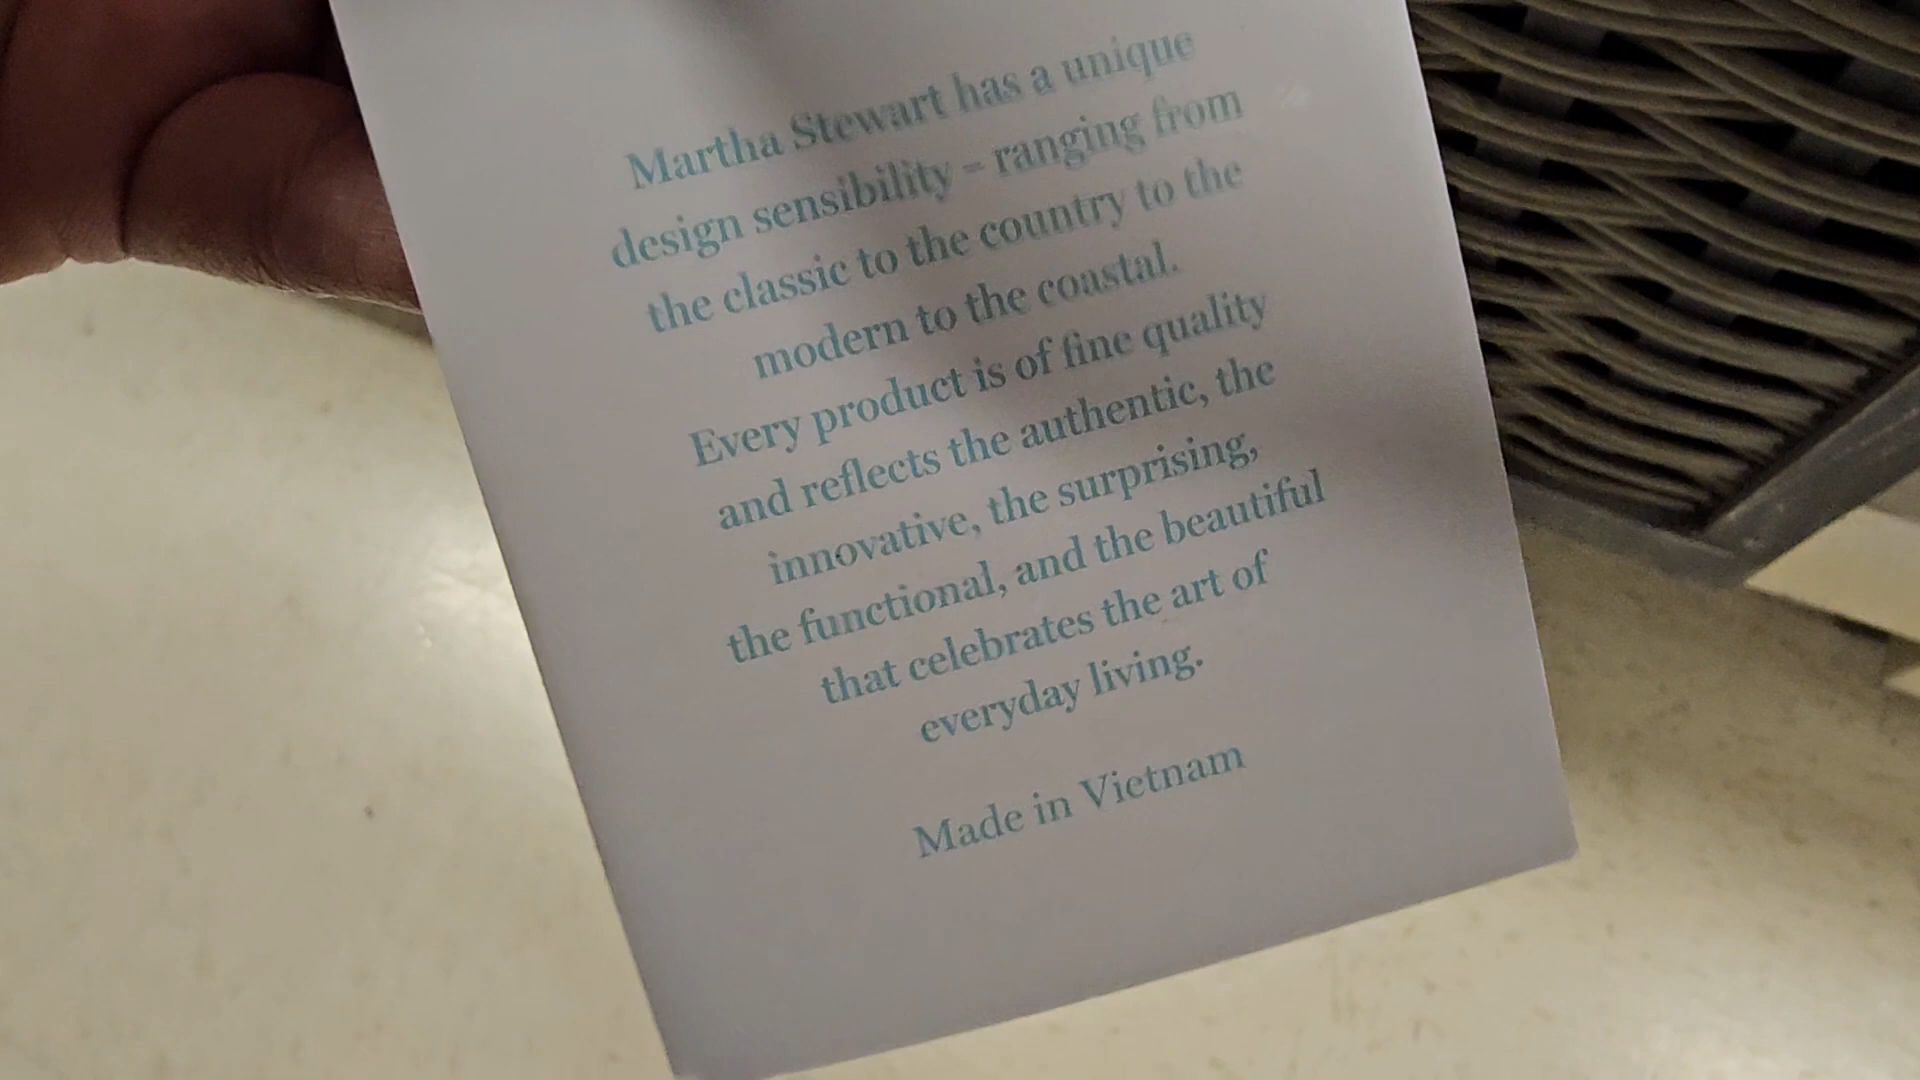 Martha Stewart has a unique
design sensibility – ranging from
the classic to the country to the
modern to the coastal.
Every product is of fine quality
and reflects the authentic, the
innovative, the surprising,
the functional, and the beautiful
that celebrates the art of
everyday living.
Made in Vietnam